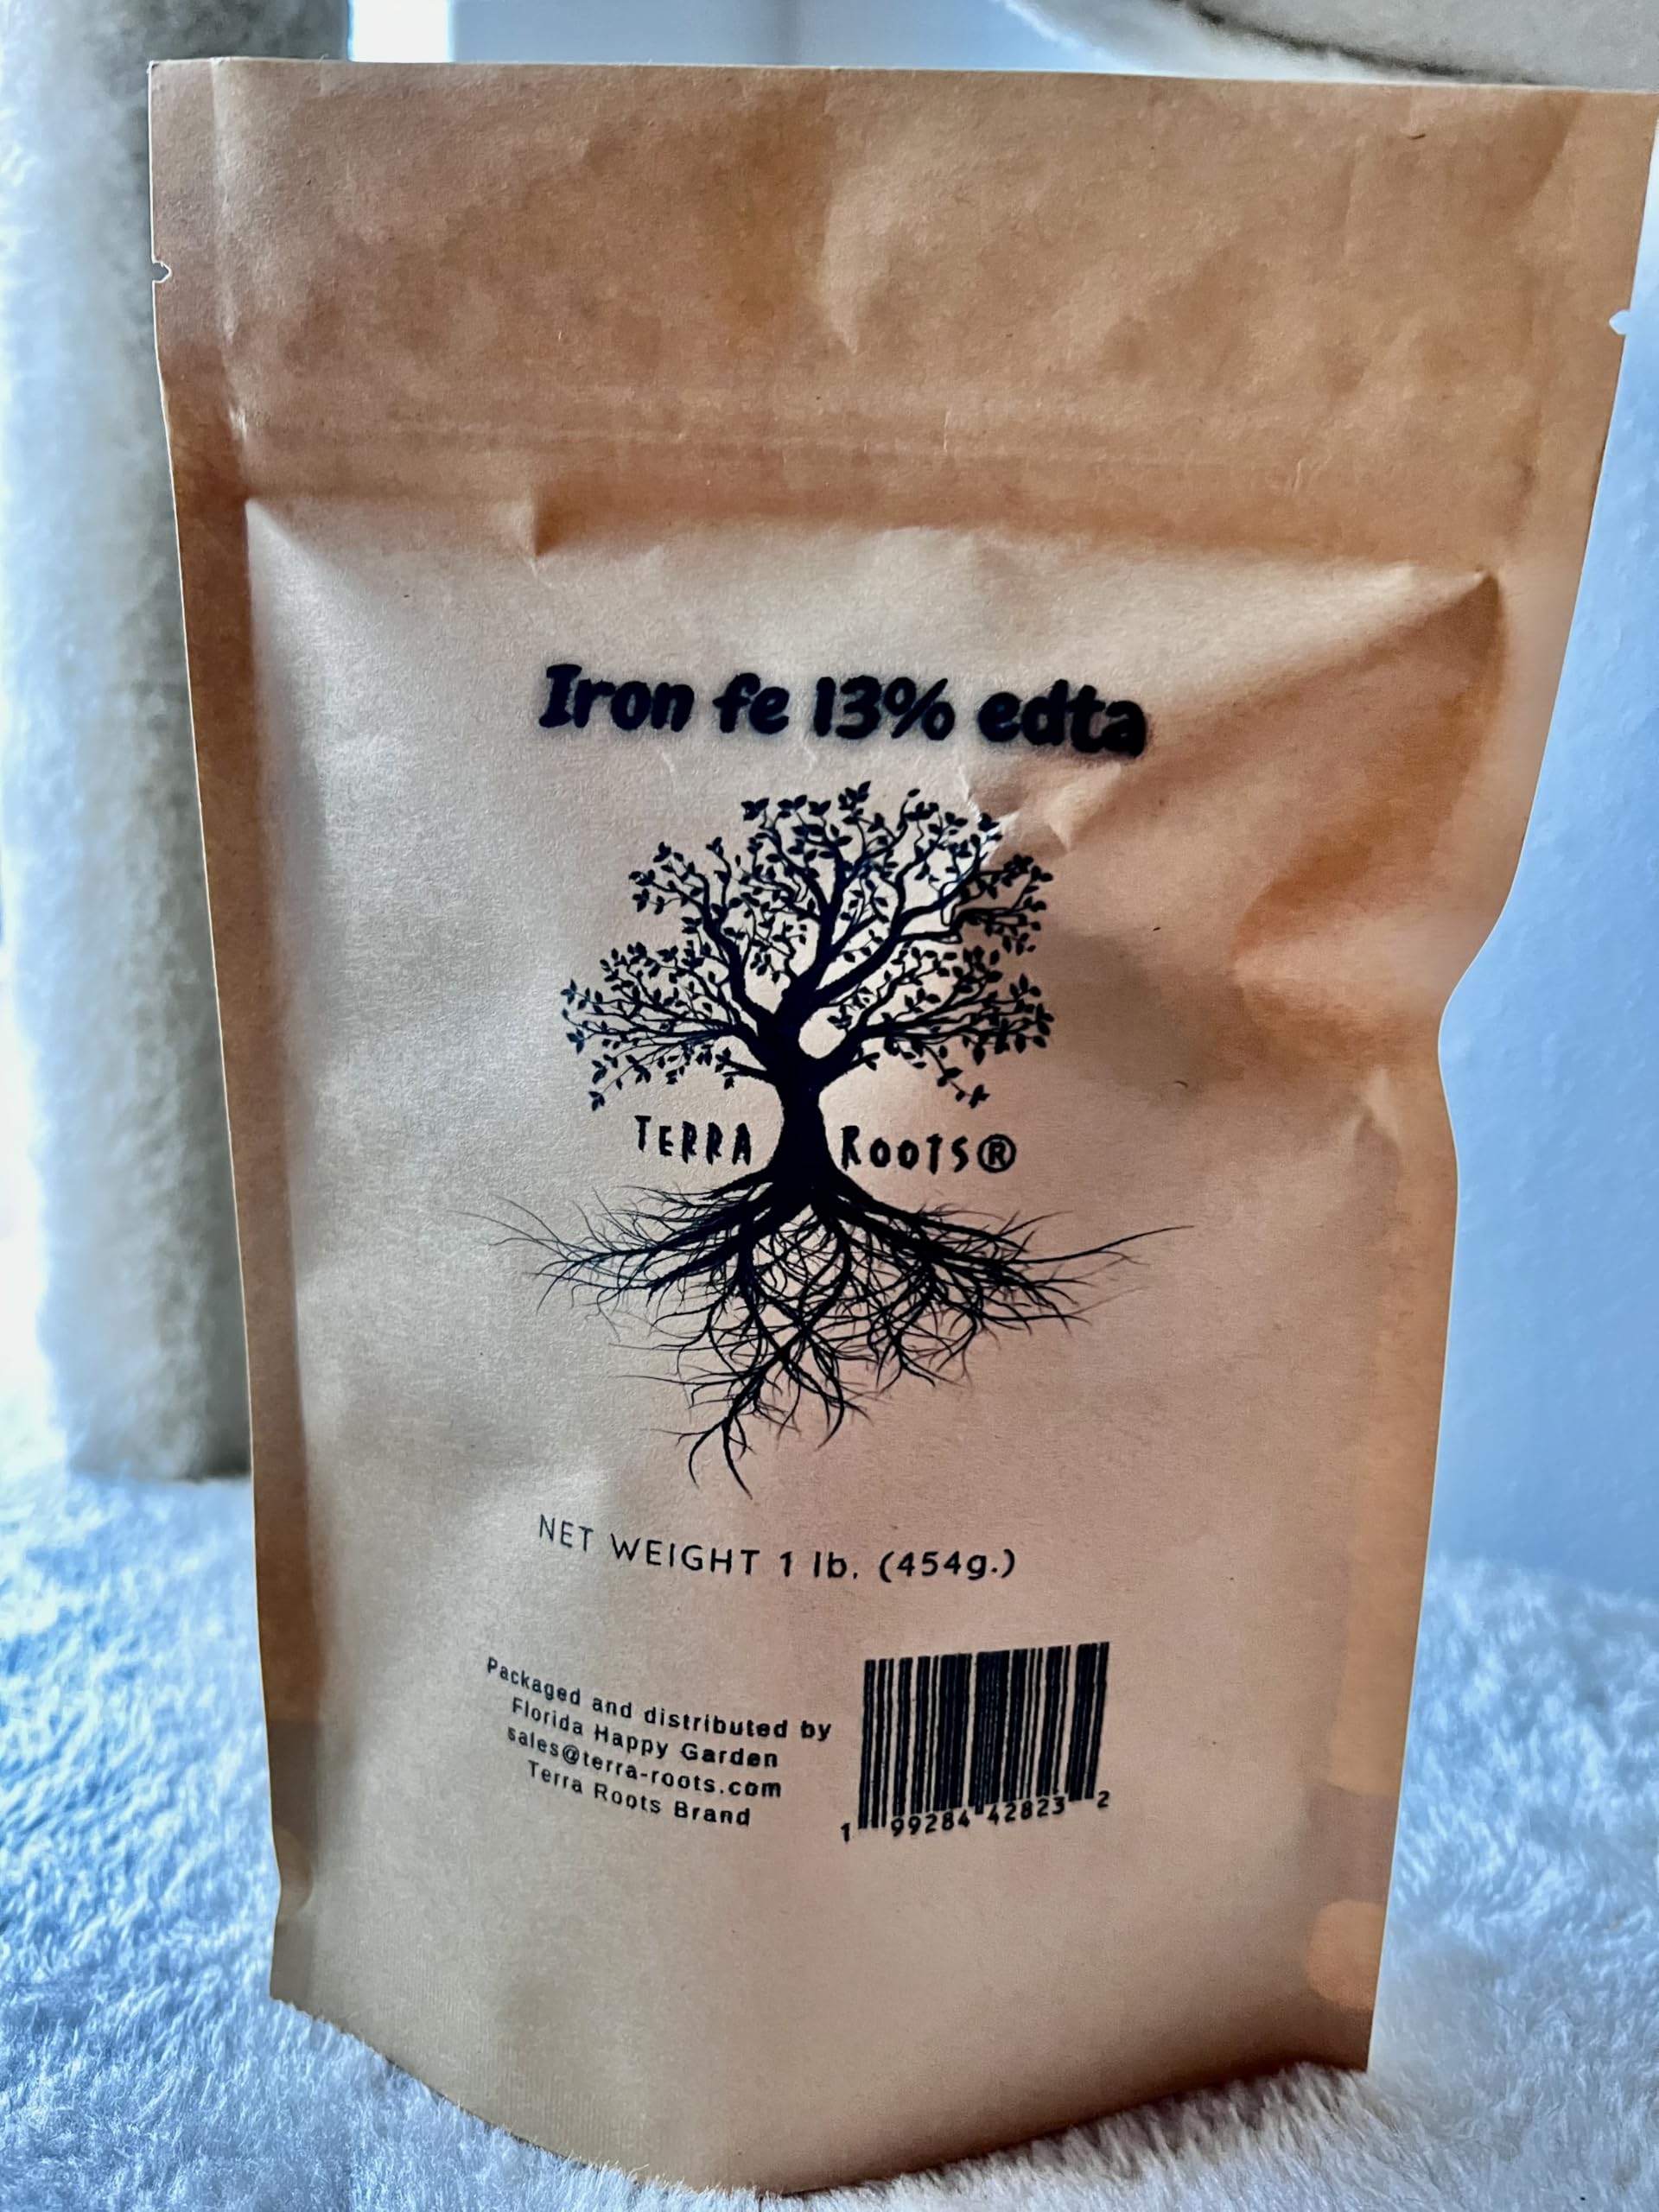 Iron fe 13% edta
TERRA ROOTS®
NET WEIGHT 1 lb. (454g.)
Packaged and distributed by
Florida Happy Garden
sales@terra-roots.com
Terra Roots Brand
1 99284 42823 2